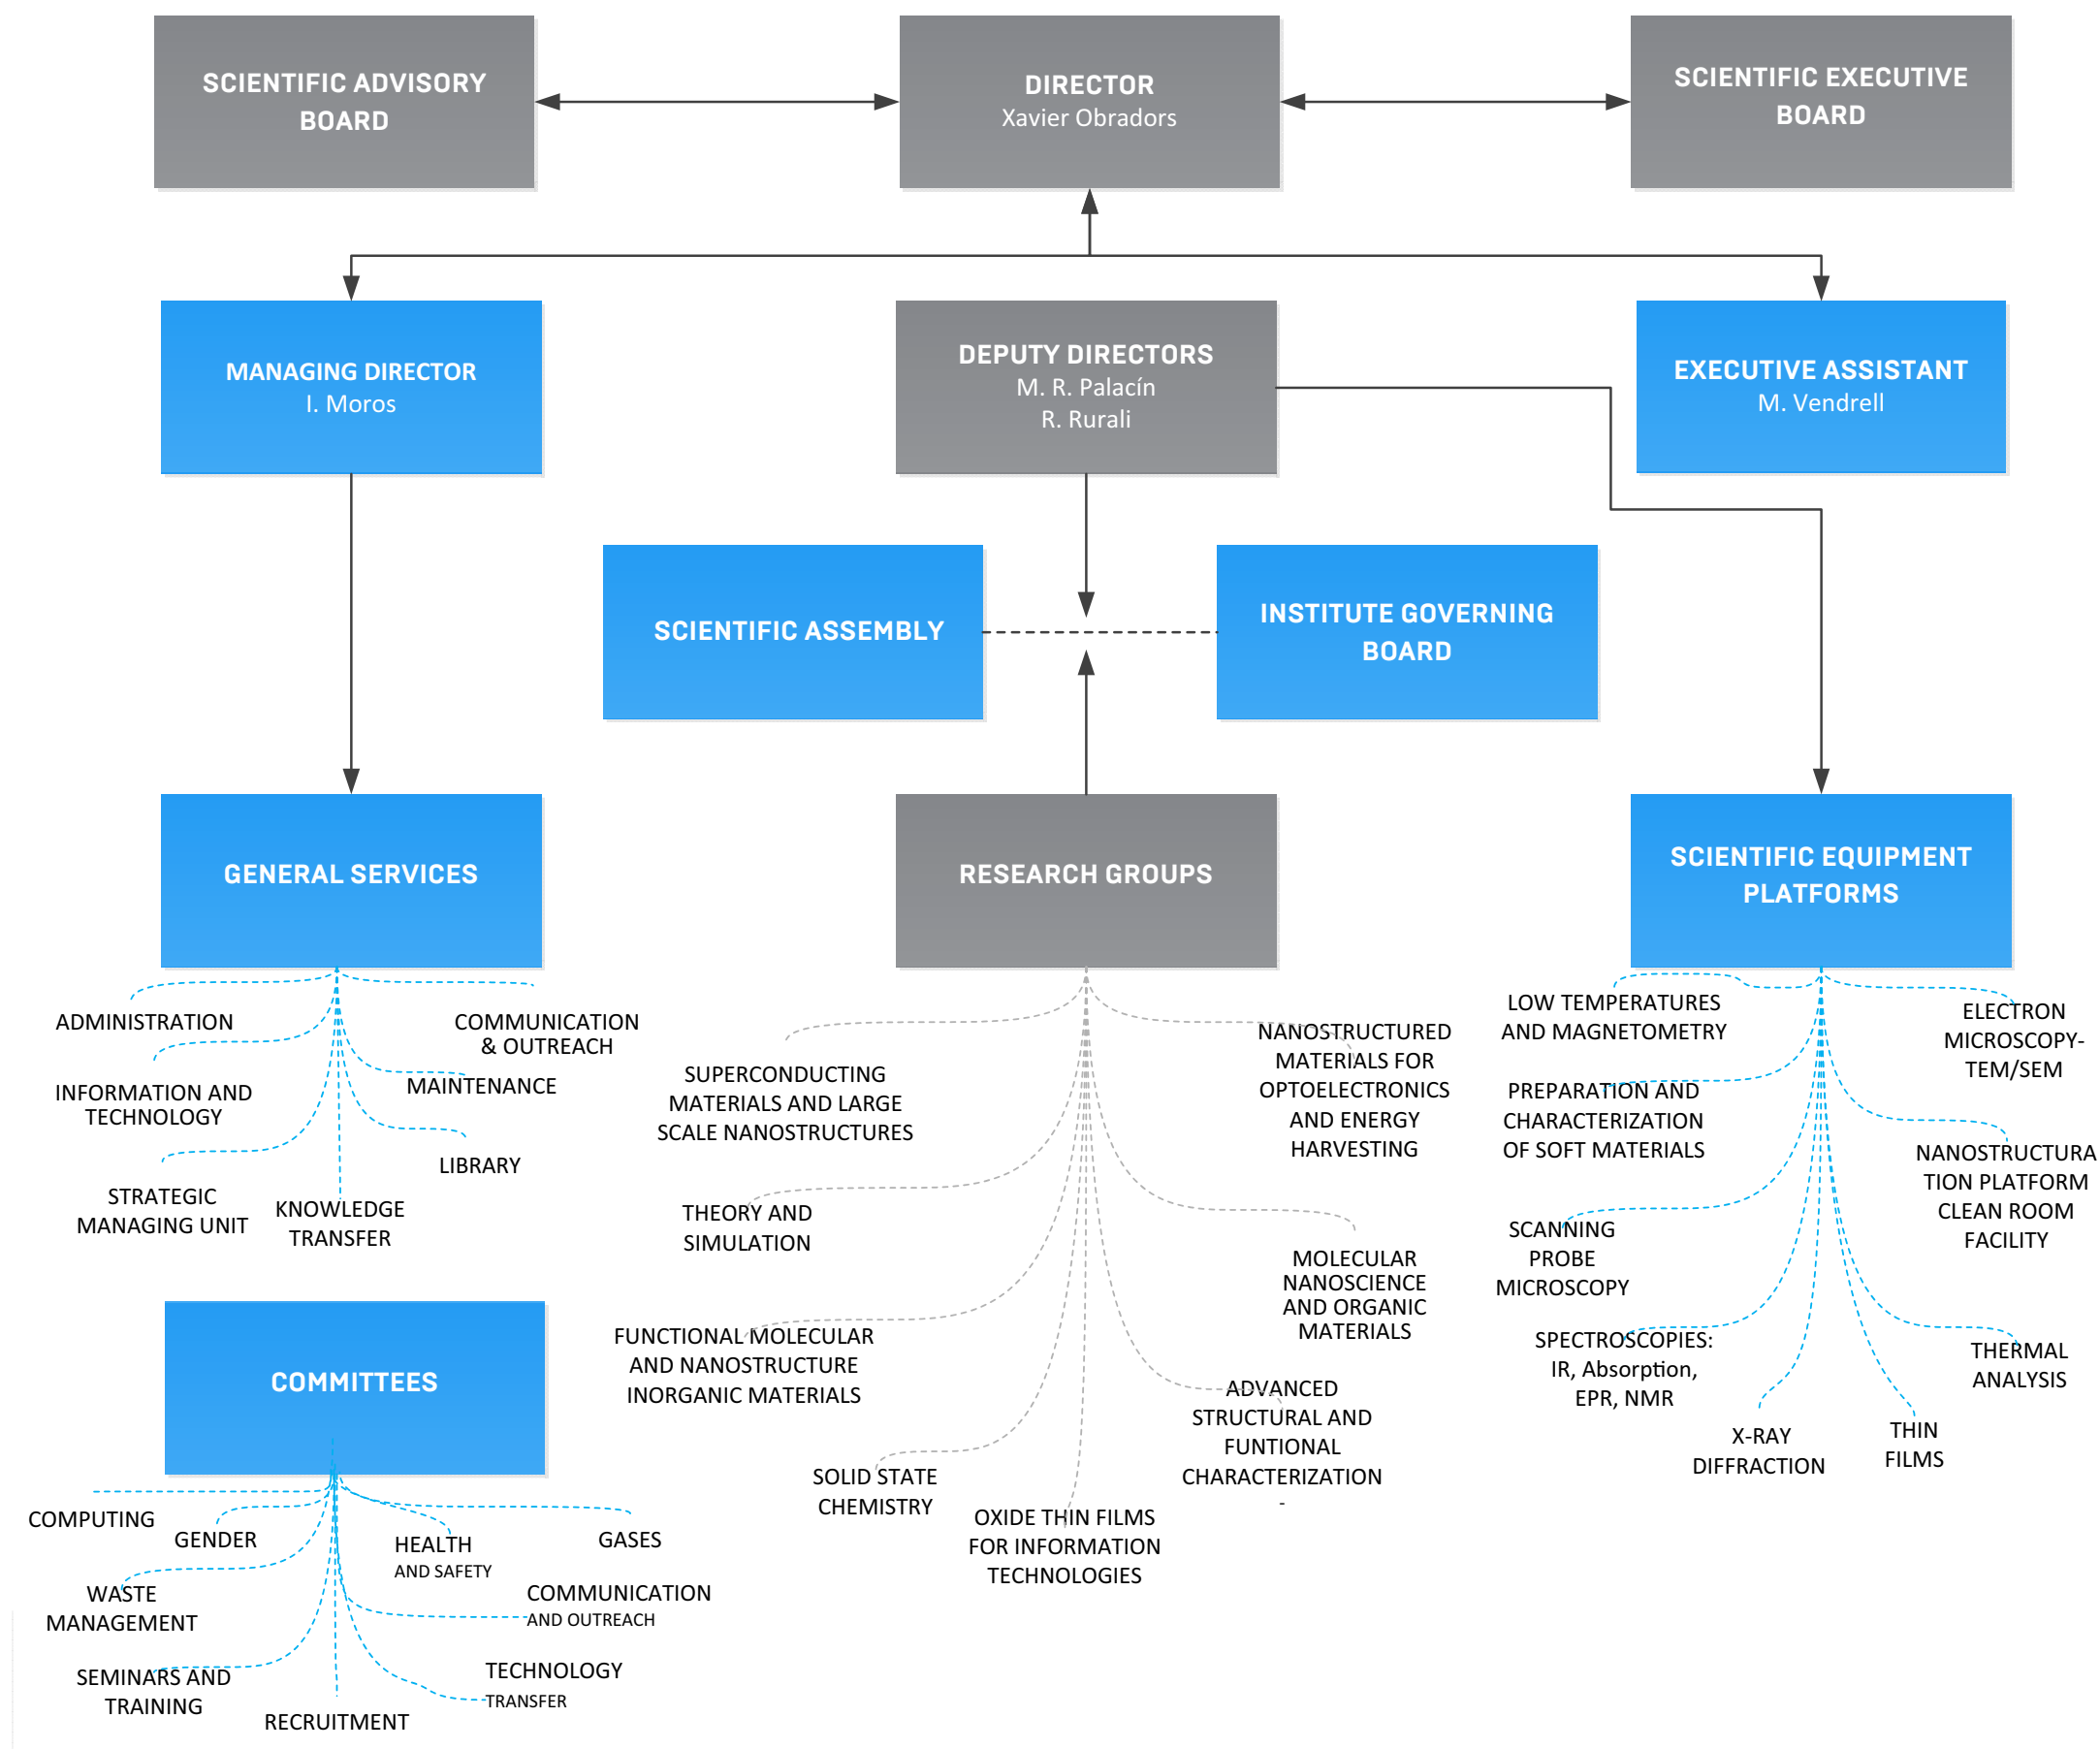 SCIENTIFIC ADVISORY
BOARD
DIRECTOR
Xavier Obradors
SCIENTIFIC EXECUTIVE
BOARD
MANAGING DIRECTOR
I. Moros
DEPUTY DIRECTORS
M. R. Palacín
R. Rurali
EXECUTIVE ASSISTANT
M. Vendrell
SCIENTIFIC ASSEMBLY
INSTITUTE GOVERNING
BOARD
GENERAL SERVICES
ADMINISTRATION
COMMUNICATION
& OUTREACH
INFORMATION AND
TECHNOLOGY
MAINTENANCE
STRATEGIC
MANAGING UNIT
KNOWLEDGE
TRANSFER
LIBRARY
RESEARCH GROUPS
SUPERCONDUCTING
MATERIALS AND LARGE
SCALE NANOSTRUCTURES
NANOSTRUCTURED
MATERIALS FOR
OPTOELECTRONICS
AND ENERGY
HARVESTING
THEORY AND
SIMULATION
MOLECULAR
NANOSCIENCE
AND ORGANIC
MATERIALS
FUNCTIONAL MOLECULAR
AND NANOSTRUCTURE
INORGANIC MATERIALS
ADVANCED
STRUCTURAL AND
FUNTIONAL
CHARACTERIZATION
-
SOLID STATE
CHEMISTRY
OXIDE THIN FILMS
FOR INFORMATION
TECHNOLOGIES
SCIENTIFIC EQUIPMENT
PLATFORMS
LOW TEMPERATURES
AND MAGNETOMETRY
ELECTRON
MICROSCOPY-
TEM/SEM
PREPARATION AND
CHARACTERIZATION
OF SOFT MATERIALS
NANOSTRUCTURA
TION PLATFORM
CLEAN ROOM
FACILITY
SCANNING
PROBE
MICROSCOPY
SPECTROSCOPIES:
IR, Absorption,
EPR, NMR
THERMAL
ANALYSIS
X-RAY
DIFFRACTION
THIN
FILMS
COMMITTEES
COMPUTING
GENDER
HEALTH
AND SAFETY
GASES
WASTE
MANAGEMENT
COMMUNICATION
AND OUTREACH
SEMINARS AND
TRAINING
RECRUITMENT
TECHNOLOGY
TRANSFER